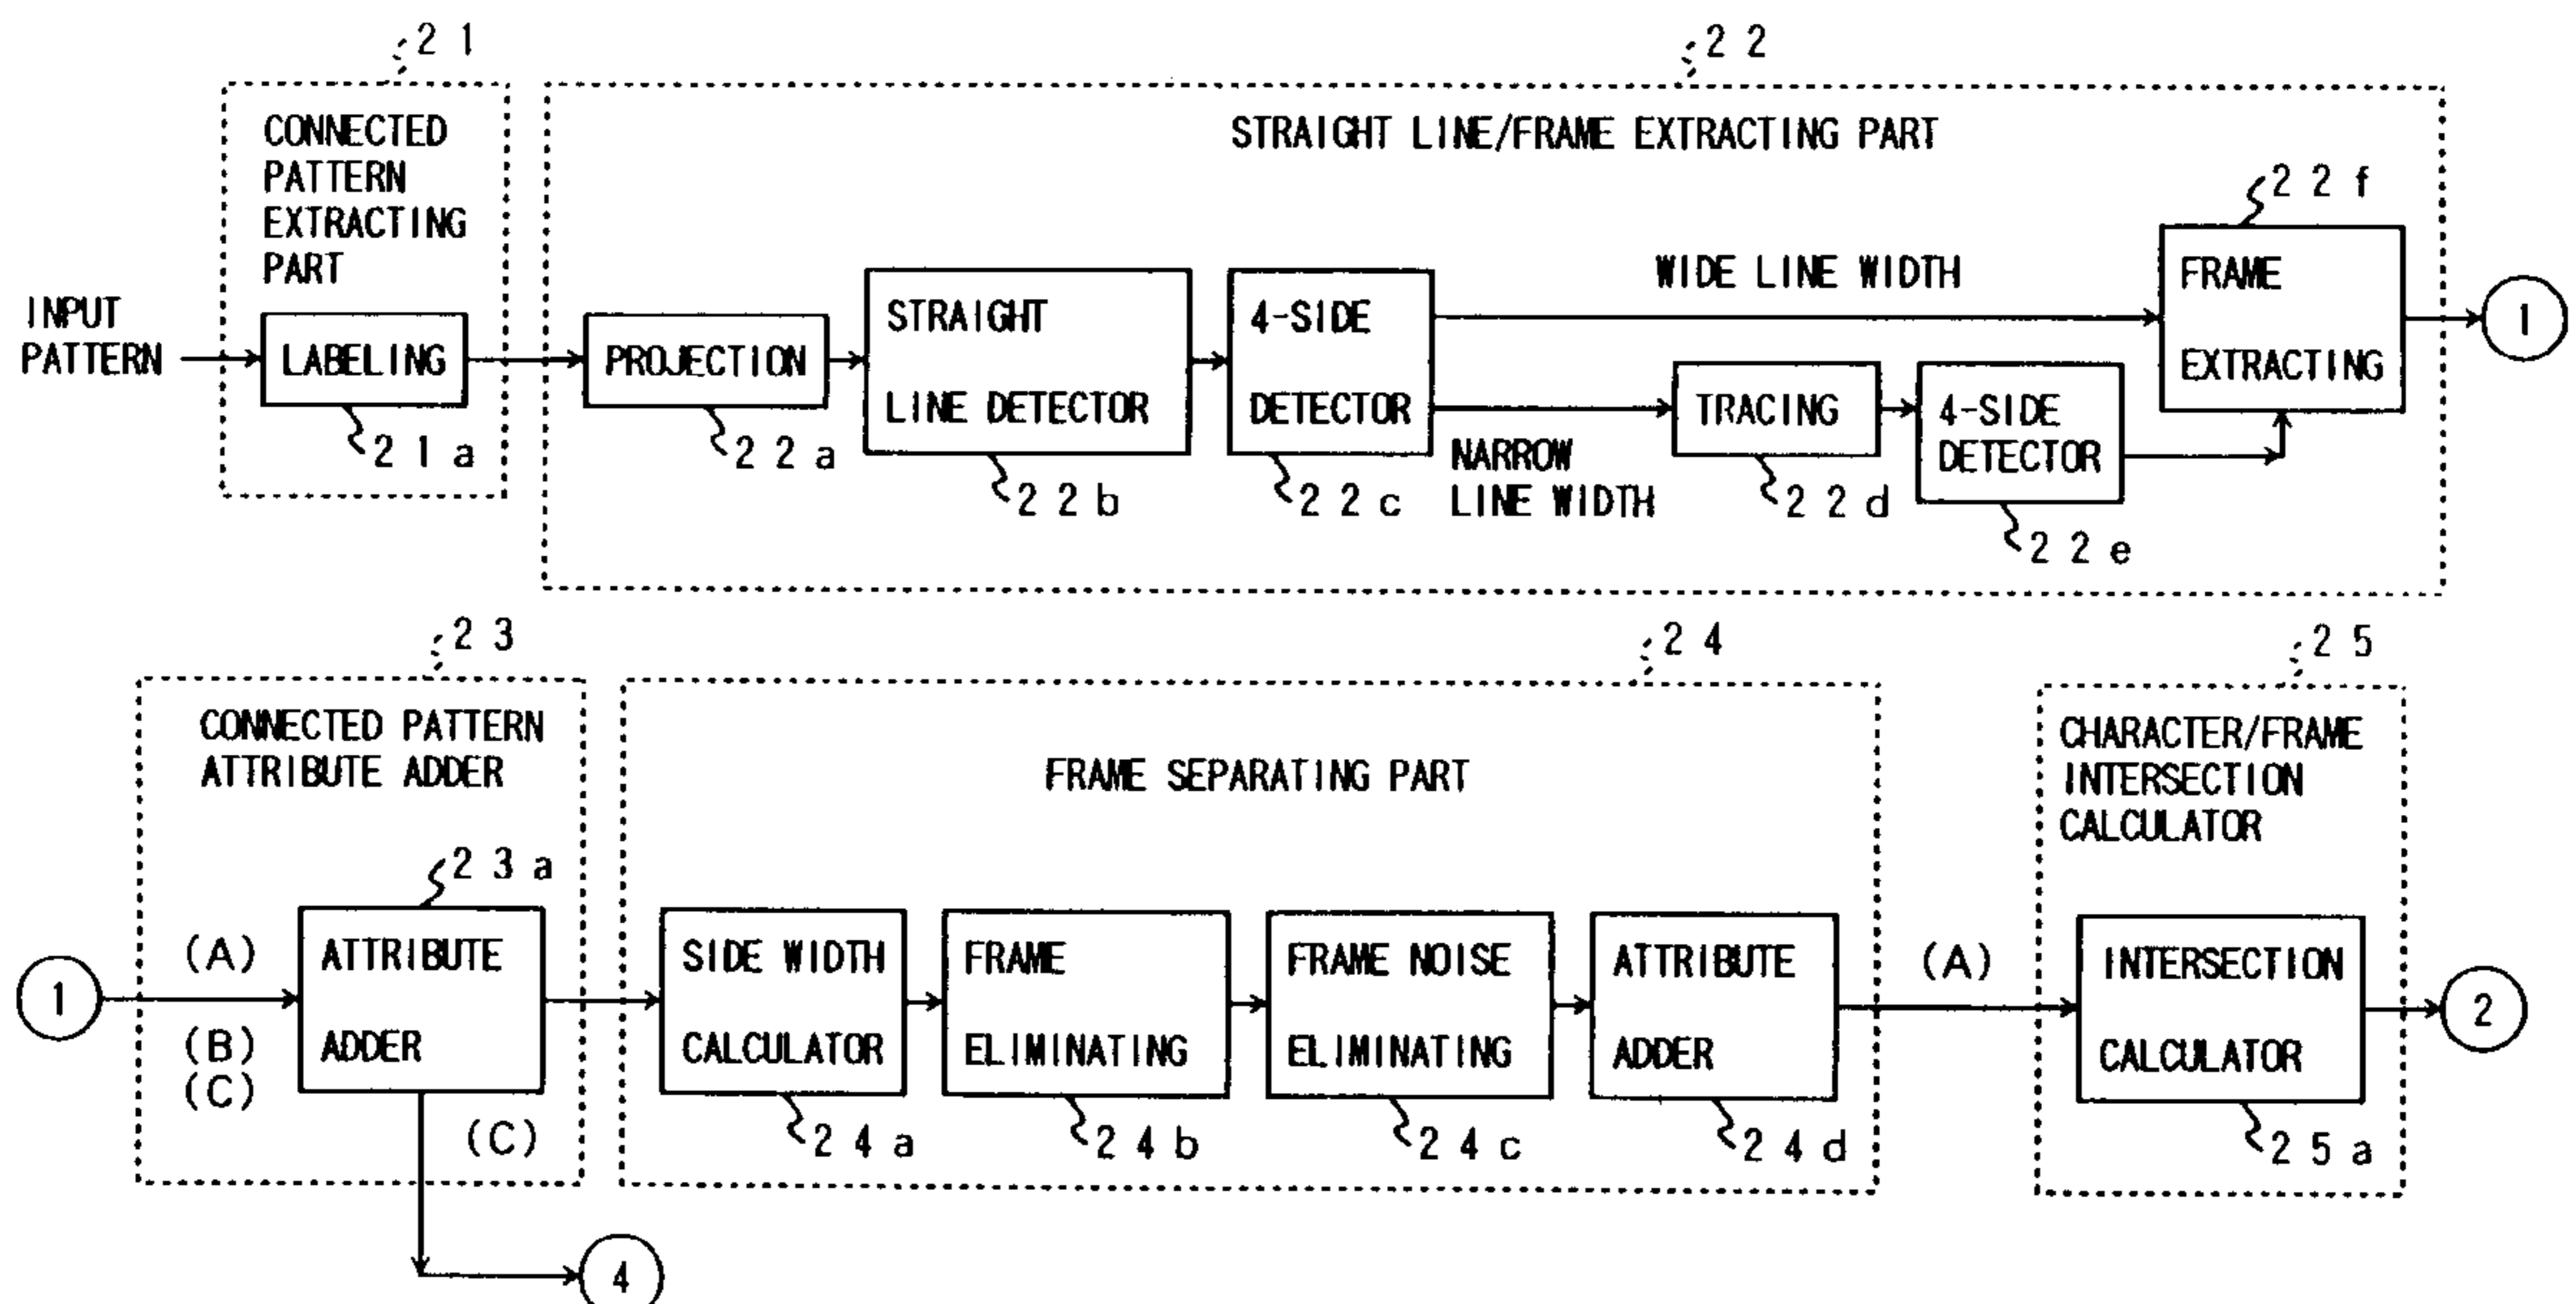 21
22
CONNECTED
PATTERN
EXTRACTING
PART
STRAIGHT LINE/FRAME EXTRACTING PART
22f
INPUT
PATTERN
LABELING
21a
PROJECTION
22a
STRAIGHT
LINE DETECTOR
22b
4-SIDE
DETECTOR
22c
WIDE LINE WIDTH
NARROW
LINE WIDTH
TRACING
22d
4-SIDE
DETECTOR
22e
FRAME
EXTRACTING
1
23
24
25
CONNECTED PATTERN
ATTRIBUTE ADDER
FRAME SEPARATING PART
CHARACTER/FRAME
INTERSECTION
CALCULATOR
23a
1
(A)
(B)
(C)
ATTRIBUTE
ADDER
(C)
4
SIDE WIDTH
CALCULATOR
24a
FRAME
ELIMINATING
24b
FRAME NOISE
ELIMINATING
24c
ATTRIBUTE
ADDER
24d
(A)
INTERSECTION
CALCULATOR
25a
2